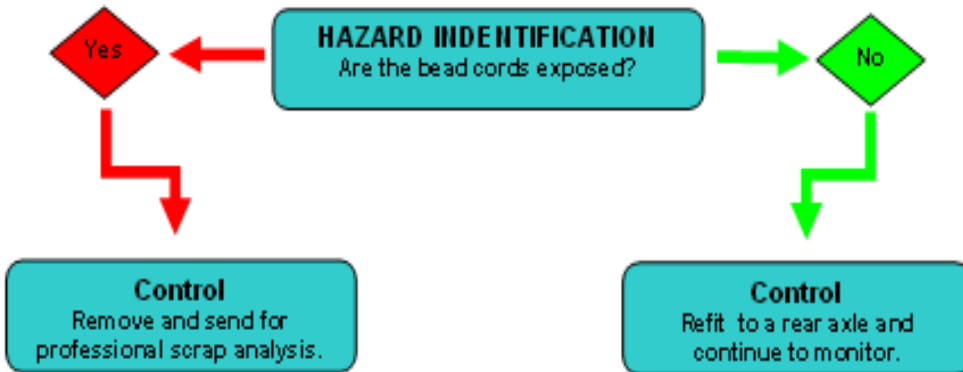 HAZARD INDENTIFICATION
Are the bead cords exposed?
Yes
No
Control
Remove and send for
professional scrap analysis.
Control
Refit to a rear axle and
continue to monitor.